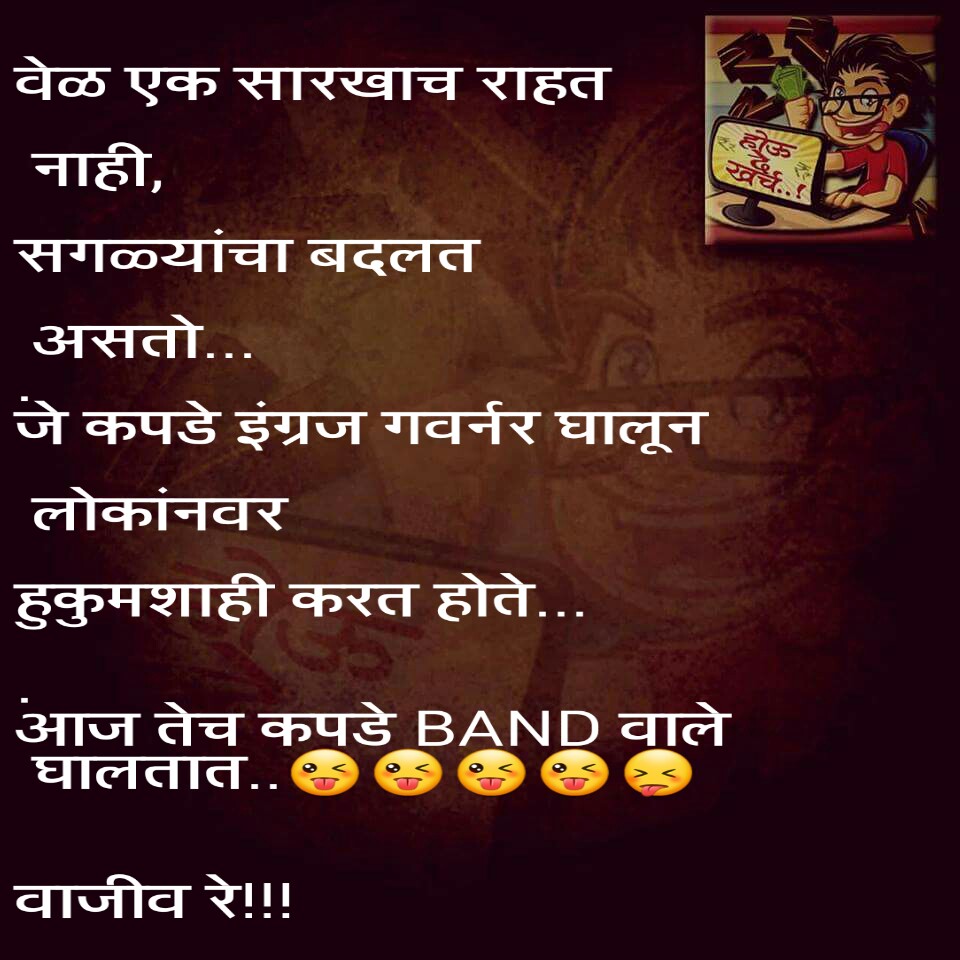 वेळ एक सारखाच राहत
नाही,
सगळ्यांचा बदलत
असतो...
.
जे कपडे इंग्रज गवर्नर घालून
लोकांनवर
हुकुमशाही करत होते...
.
आज तेच कपडे BAND वाले
घालतात..😜😜😜😜😝
वाजीव रे!!!
होऊ
दे
खर्च..!